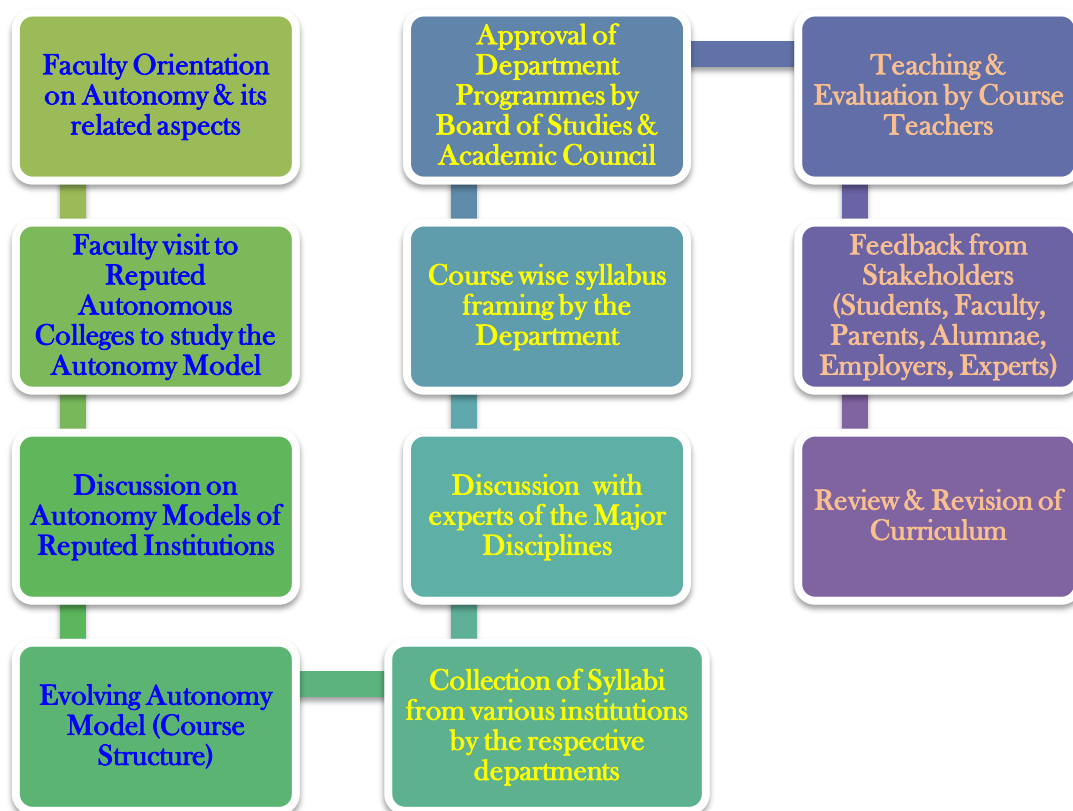 Faculty Orientation
on Autonomy & its
related aspects
Faculty visit to
Reputed
Autonomous
Colleges to study the
Autonomy Model
Discussion on
Autonomy Models of
Reputed Institutions
Evolving Autonomy
Model (Course
Structure)
Collection of Syllabi
from various institutions
by the respective
departments
Discussion with
experts of the Major
Disciplines
Course wise syllabus
framing by the
Department
Approval of
Department
Programmes by
Board of Studies &
Academic Council
Teaching &
Evaluation by Course
Teachers
Feedback from
Stakeholders
(Students, Faculty,
Parents, Alumnae,
Employers, Experts)
Review & Revision of
Curriculum